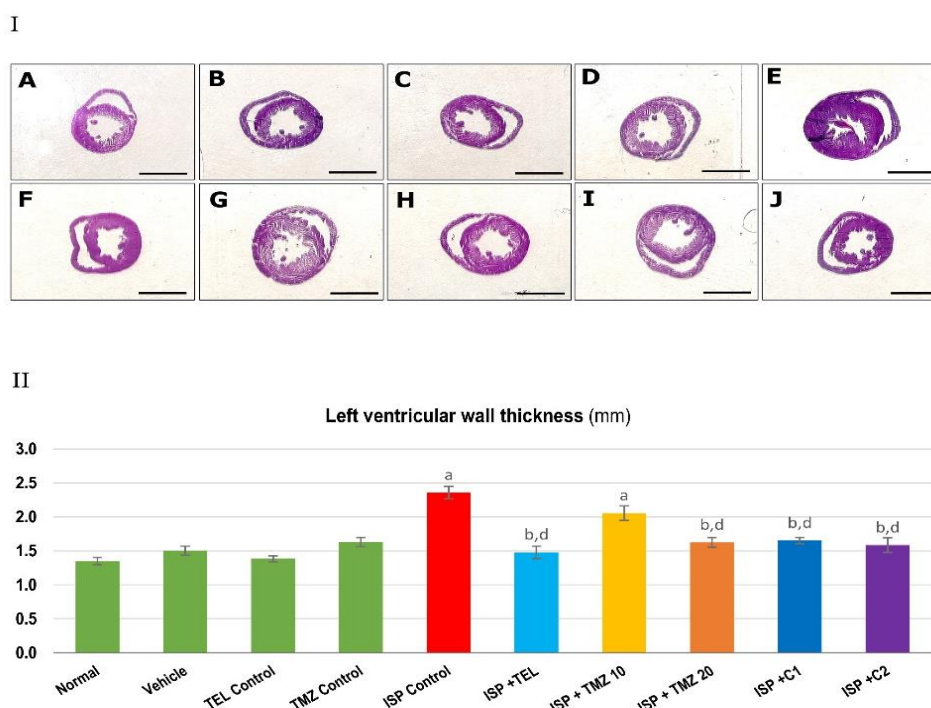 I
A B C D E
F G H I J
II
Left ventricular wall thickness (mm)
3.0
2.5
2.0
1.5
1.0
0.5
0.0
a
b,d
a
b,d
b,d
b,d
Normal
Vehicle
TEL Control
TMZ Control
ISP Control
ISP +TEL
ISP + TMZ 10
ISP + TMZ 20
ISP +C1
ISP +C2